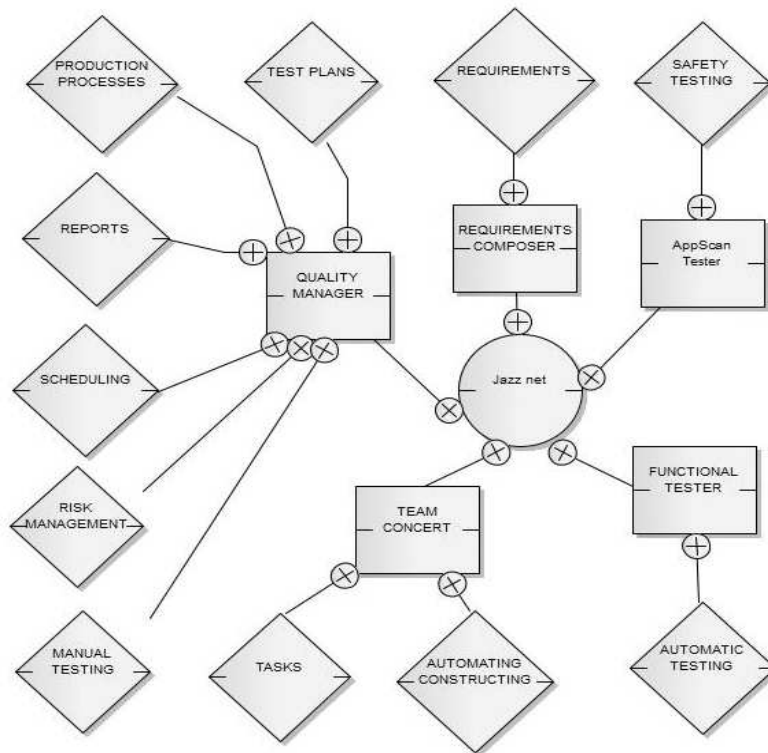 PRODUCTION
PROCESSES
TEST PLANS
REQUIREMENTS
SAFETY
TESTING
REPORTS
QUALITY
MANAGER
REQUIREMENTS
COMPOSER
AppScan
Tester
SCHEDULING
Jazz net
RISK
MANAGEMENT
TEAM
CONCERT
FUNCTIONAL
TESTER
MANUAL
TESTING
TASKS
AUTOMATING
CONSTRUCTING
AUTOMATIC
TESTING